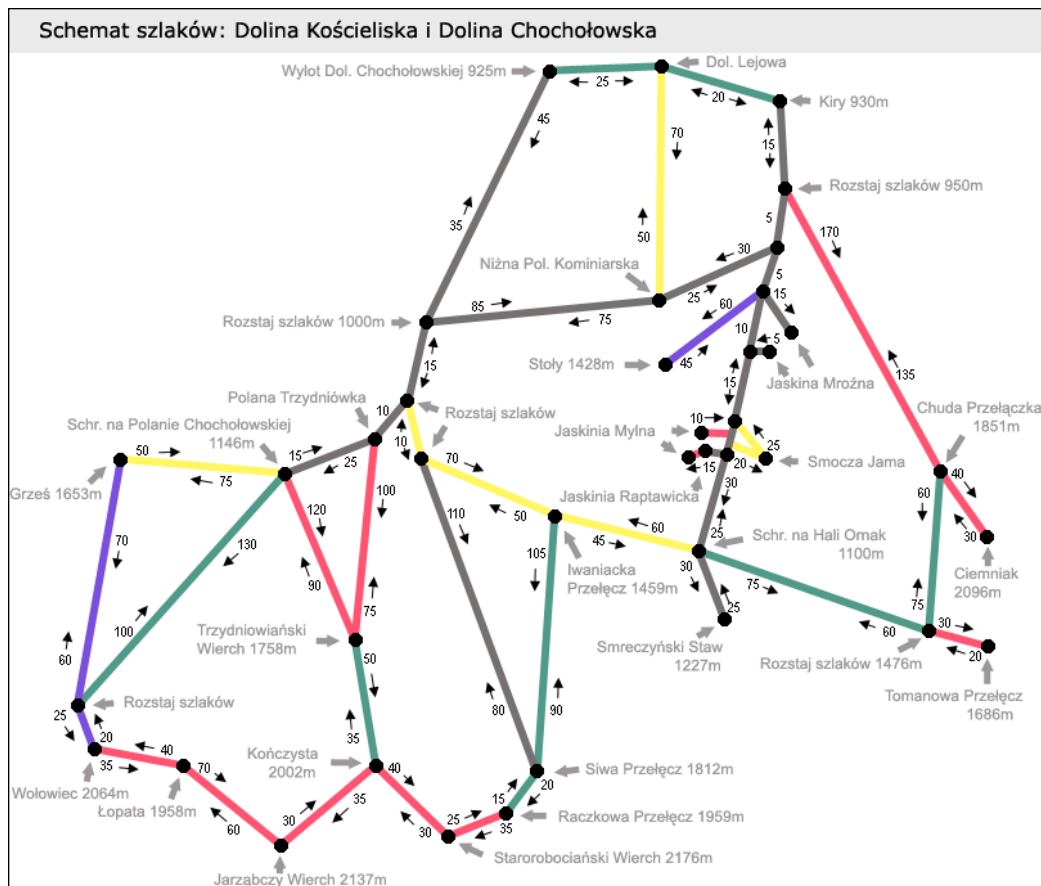 Schemat szlaków: Dolina Kościeliska i Dolina Chochołowska
Wylot Dol. Chochołowskiej 925m
Dol. Lejowa
25
20
Kiry 930m
45
70
15
Rozstaj szlaków 950m
35
5
170
50
30
Niżna Pol. Kominiarska
25
5
15
85
60
75
Rozstaj szlaków 1000m
10
5
Stoły 1428m
45
135
15
Jaskina Mroźna
15
Polana Trzydniówka
Rozstaj szlaków
Chuda Przełączka
1851m
Schr. na Polanie Chochołowskiej
1146m
10
10
10
Jaskinia Mylna
25
50
15
25
70
15
20
Smocza Jama
40
Grześ 1653m
75
30
60
Jaskinia Raptawicka
100
120
110
50
60
45
25
Schr. na Hali Ornak
1100m
30
70
130
105
Iwaniacka
Przełęcz 1459m
30
Ciemniak
2096m
90
75
75
75
25
100
Trzydniowiański
Wierch 1758m
Smreczyński Staw
1227m
60
30
20
60
50
Rozstaj szlaków 1476m
Tomanowa Przełęcz
1686m
Rozstaj szlaków
80
90
25
20
35
40
Kończysta
2002m
35
70
40
20
Siwa Przełęcz 1812m
Wołowiec 2064m
Łopata 1958m
15
60
30
35
30
25
35
Raczkowa Przełęcz 1959m
Starorobociański Wierch 2176m
Jarząbczy Wierch 2137m